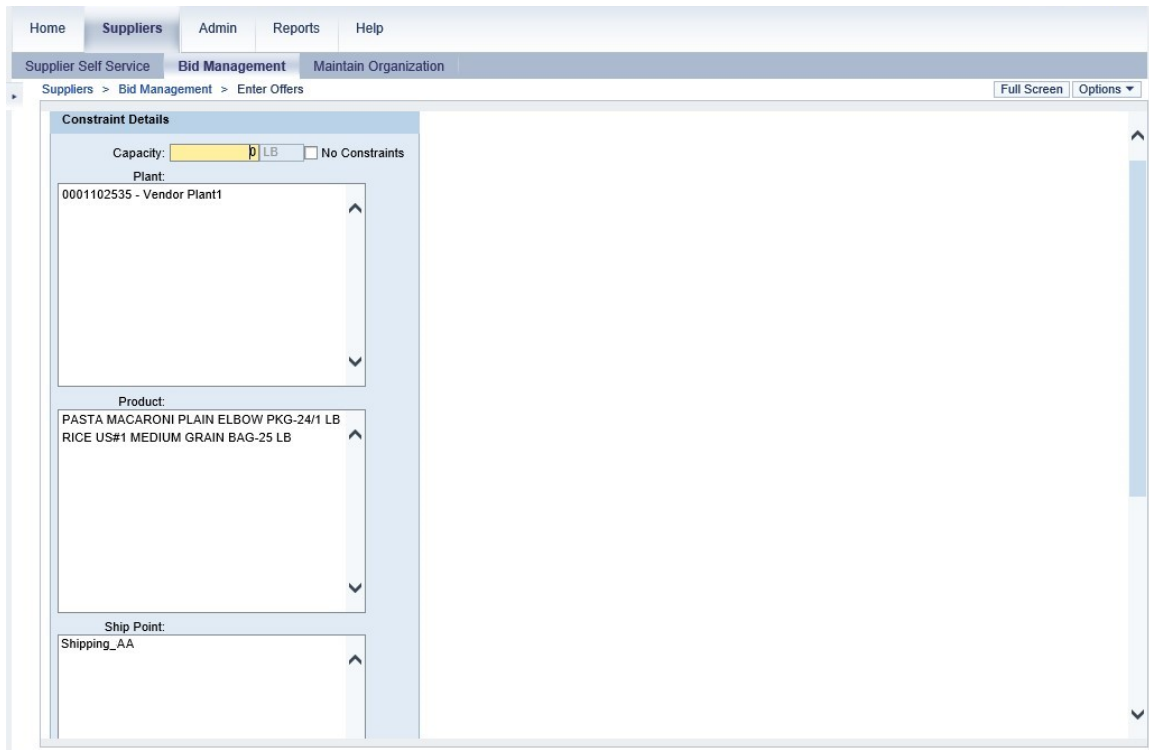 Home Suppliers Admin Reports Help
Supplier Self Service Bid Management Maintain Organization
Suppliers > Bid Management > Enter Offers Full Screen Options
Constraint Details
Capacity: 0 LB No Constraints
Plant:
0001102535 - Vendor Plant1
Product:
PASTA MACARONI PLAIN ELBOW PKG-24/1 LB
RICE US#1 MEDIUM GRAIN BAG-25 LB
Ship Point:
Shipping_AA